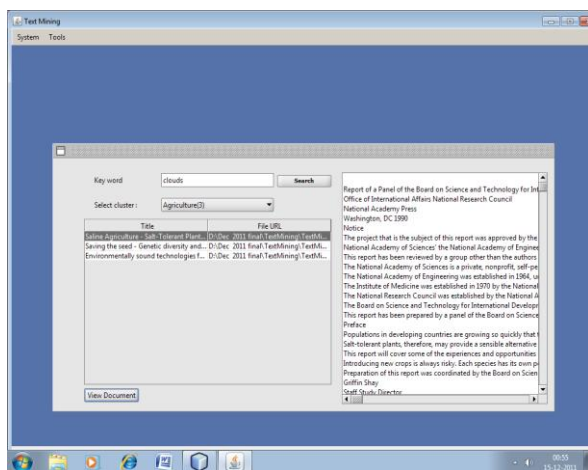 Text Mining
System Tools
Key word
clouds
Search
Select cluster :
Agriculture(3)
Title
File URL
Saline Agriculture - Salt-Tolerant Plant...
D:\Dec 2011 final\TextMining\TextMi...
Saving the seed - Genetic diversity and...
D:\Dec 2011 final\TextMining\TextMi...
Environmentally sound technologies f...
D:\Dec 2011 final\TextMining\TextMi...
View Document
Report of a Panel of the Board on Science and Technology for Int
Office of International Affairs National Research Council
National Academy Press
Washington, DC 1990
Notice
The project that is the subject of this report was approved by the
National Academy of Sciences' the National Academy of Enginee
This report has been reviewed by a group other than the authors
The National Academy of Sciences is a private, nonprofit, self-pe
The National Academy of Engineering was established in 1964, u
The Institute of Medicine was established in 1970 by the National
The National Research Council was established by the National A
The Board on Science and Technology for International Develop
This report has been prepared by a panel of the Board on Science
Preface
Populations in developing countries are growing so quickly that t
Salt-tolerant plants, therefore, may provide a sensible alternative
This report will cover some of the experiences and opportunities
Introducing new crops is always risky. Each species has its own p
Preparation of this report was coordinated by the Board on Scien
Griffin Shay
Staff Study Director
00:55
15-12-2011